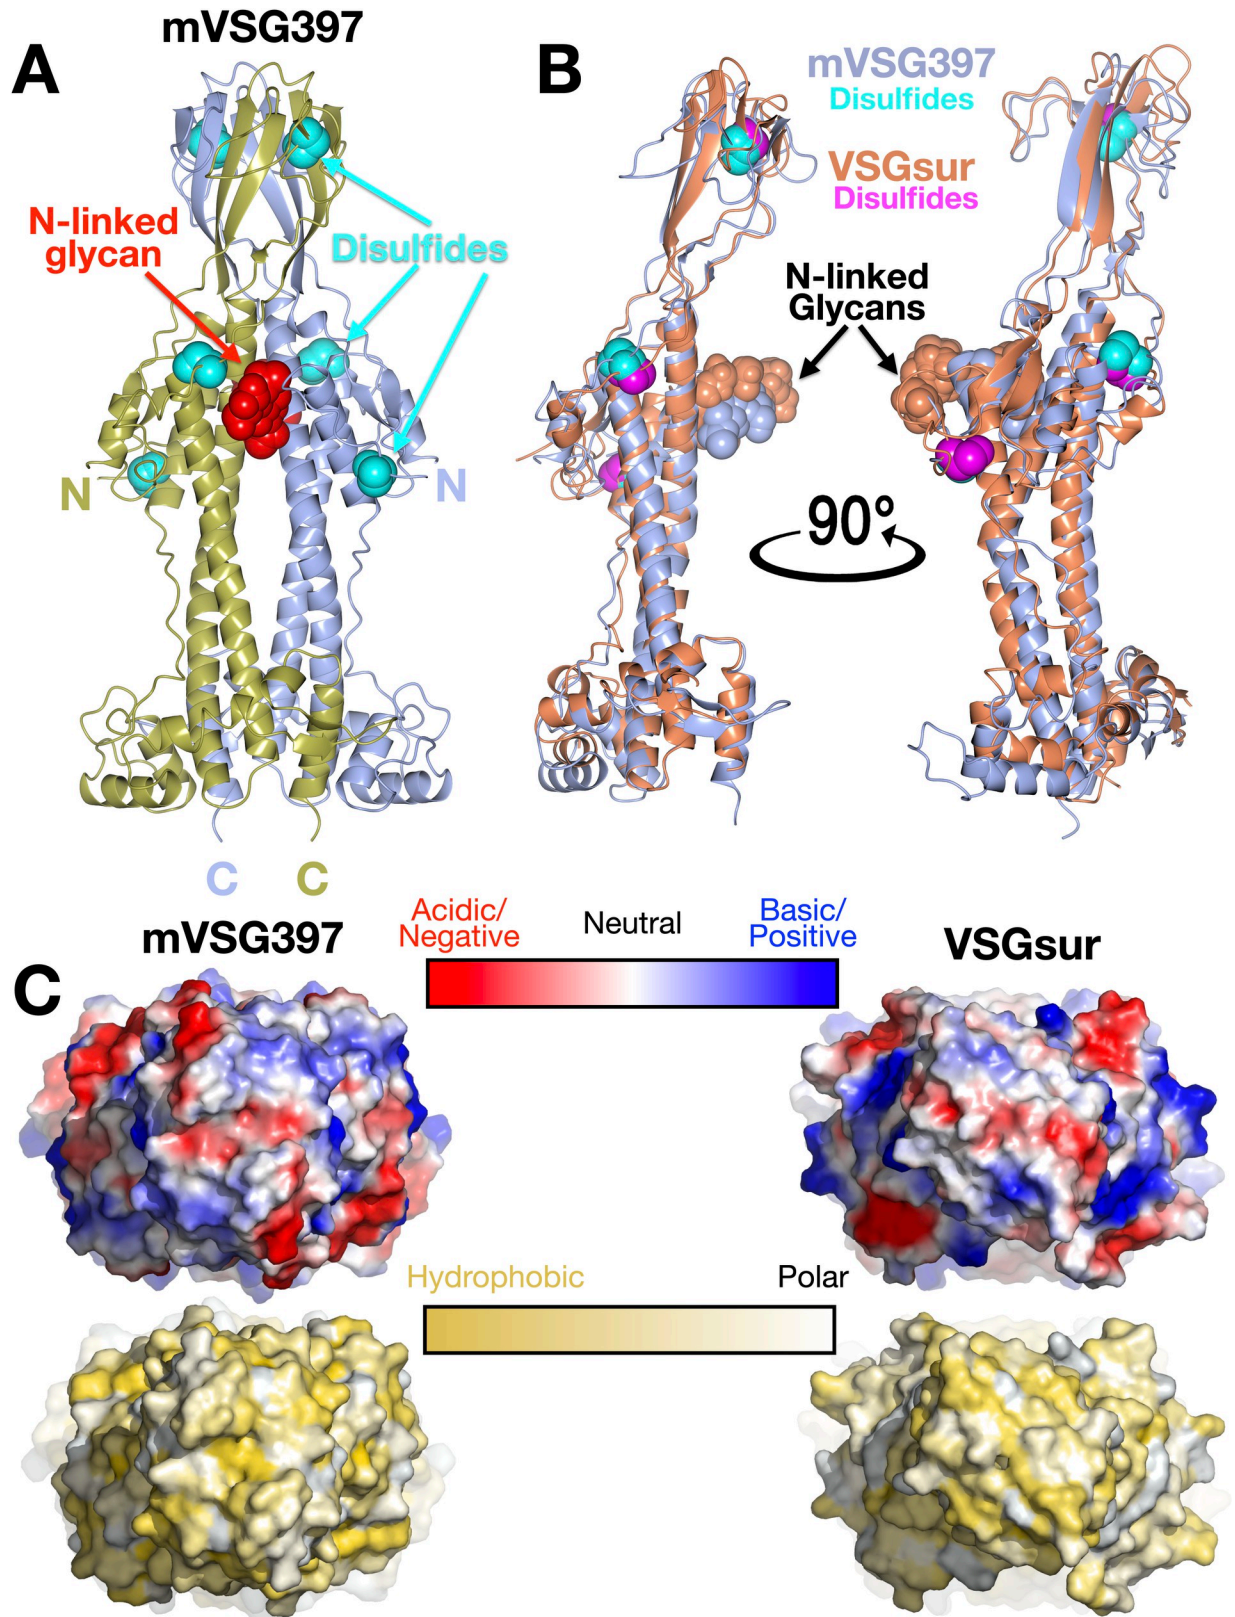 mVSG397
A
N-linked
glycan
Disulfides
N
N
C
C
B
mVSG397
Disulfides
VSGsur
Disulfides
N-linked
Glycans
90°
mVSG397
Acidic/
Negative
Neutral
Basic/
Positive
VSGsur
C
Hydrophobic
Polar